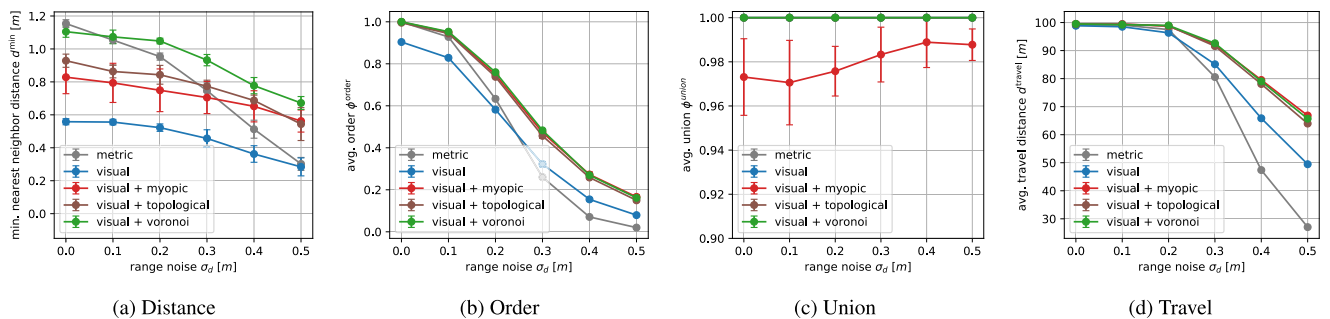 min. nearest neighbor distance d^min [m]
1.2
1.0
0.8
0.6
0.4
0.2
0.0
metric
visual
visual + myopic
visual + topological
visual + voronoi
0.0 0.1 0.2 0.3 0.4 0.5
range noise σ_d [m]
(a) Distance
avg. order ϕ^order
1.0
0.8
0.6
0.4
0.2
0.0
metric
visual
visual + myopic
visual + topological
visual + voronoi
0.0 0.1 0.2 0.3 0.4 0.5
range noise σ_d [m]
(b) Order
avg. union ϕ^union
1.00
0.98
0.96
0.94
0.92
0.90
metric
visual
visual + myopic
visual + topological
visual + voronoi
0.0 0.1 0.2 0.3 0.4 0.5
range noise σ_d [m]
(c) Union
avg. travel distance d^travel [m]
100
90
80
70
60
50
40
30
metric
visual
visual + myopic
visual + topological
visual + voronoi
0.0 0.1 0.2 0.3 0.4 0.5
range noise σ_d [m]
(d) Travel